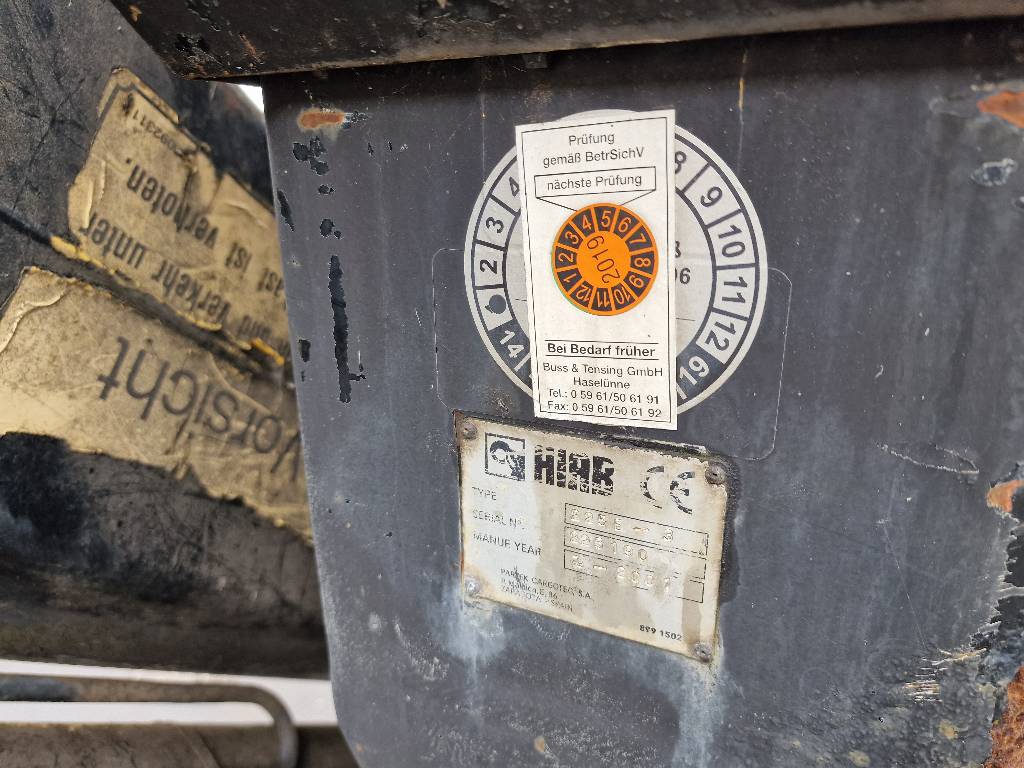 Prüfung
gemäß BetrSichV
nächste Prüfung
1 2 3 4 5 6 7 8 9 10 11 12
2019
Bei Bedarf früher
Buss & Tensing GmbH
Haselünne
Tel.: 0 59 61/50 61 91
Fax: 0 59 61/50 61 92
2 3 4 8 9 10 11 12
14 19
HIAB CE
TYPE
SERIAL Nº.
MANUF. YEAR
2001
PARTEK CARGOTEC S.A.
ZARAGOZA - SPAIN
899 1502
Vorsicht
verkehr unter
ist verboten.